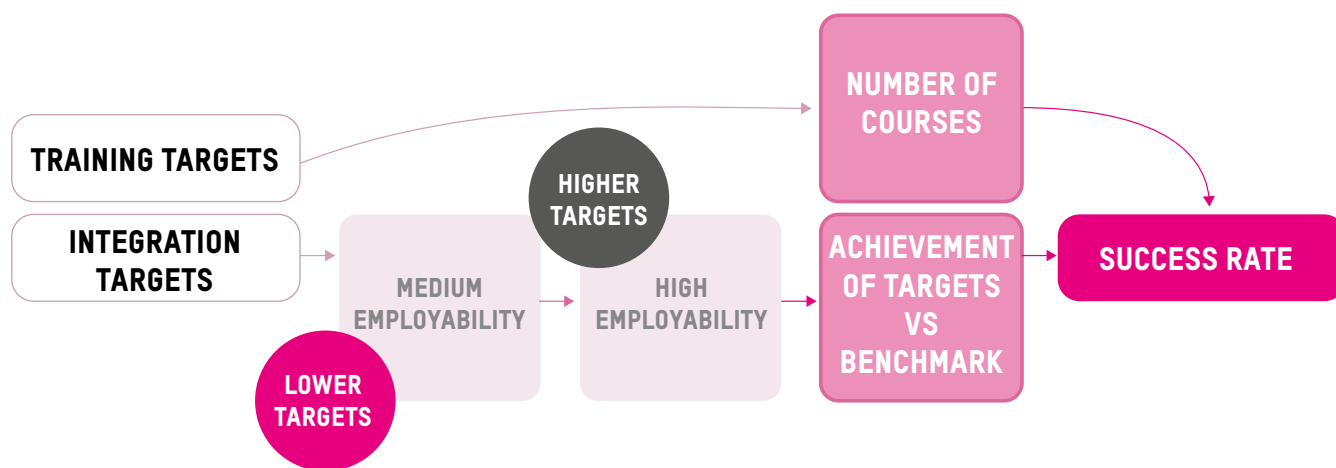 TRAINING TARGETS
INTEGRATION
TARGETS
LOWER
TARGETS
MEDIUM
EMPLOYABILITY
HIGHER
TARGETS
HIGH
EMPLOYABILITY
NUMBER OF
COURSES
ACHIEVEMENT
OF TARGETS
VS
BENCHMARK
SUCCESS RATE